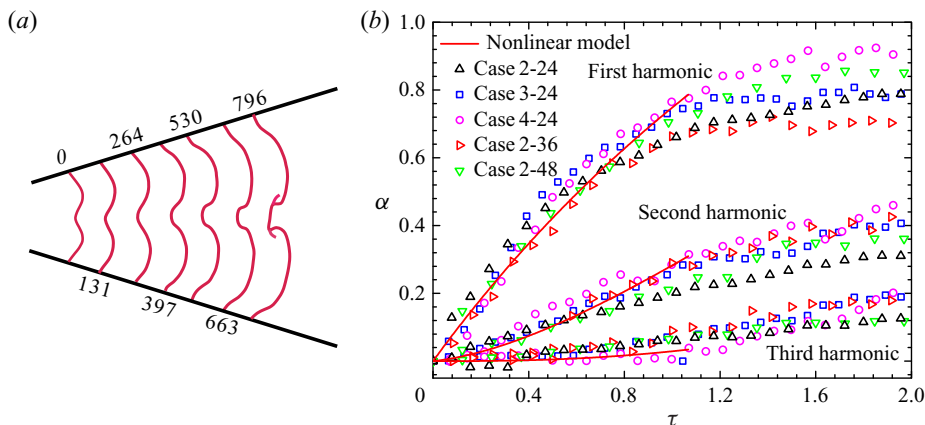 (a)
0
264
530
796
131
397
663
(b)
1.0
0.8
0.6
α
0.4
0.2
0
0.4
0.8
1.2
1.6
2.0
τ
Nonlinear model
Case 2-24
Case 3-24
Case 4-24
Case 2-36
Case 2-48
First harmonic
Second harmonic
Third harmonic